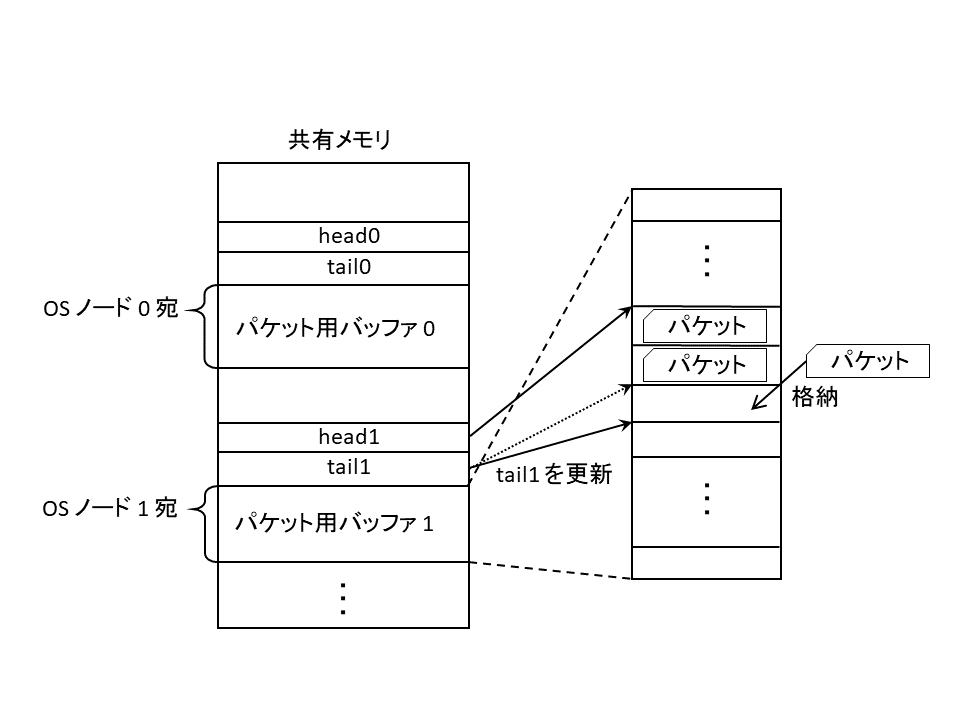 共有メモリ
head0
tail0
OS ノード 0 宛
パケット用バッファ 0
head1
tail1
OS ノード 1 宛
パケット用バッファ 1
⋮
tail1 を更新
⋮
パケット
パケット
パケット
格納
⋮